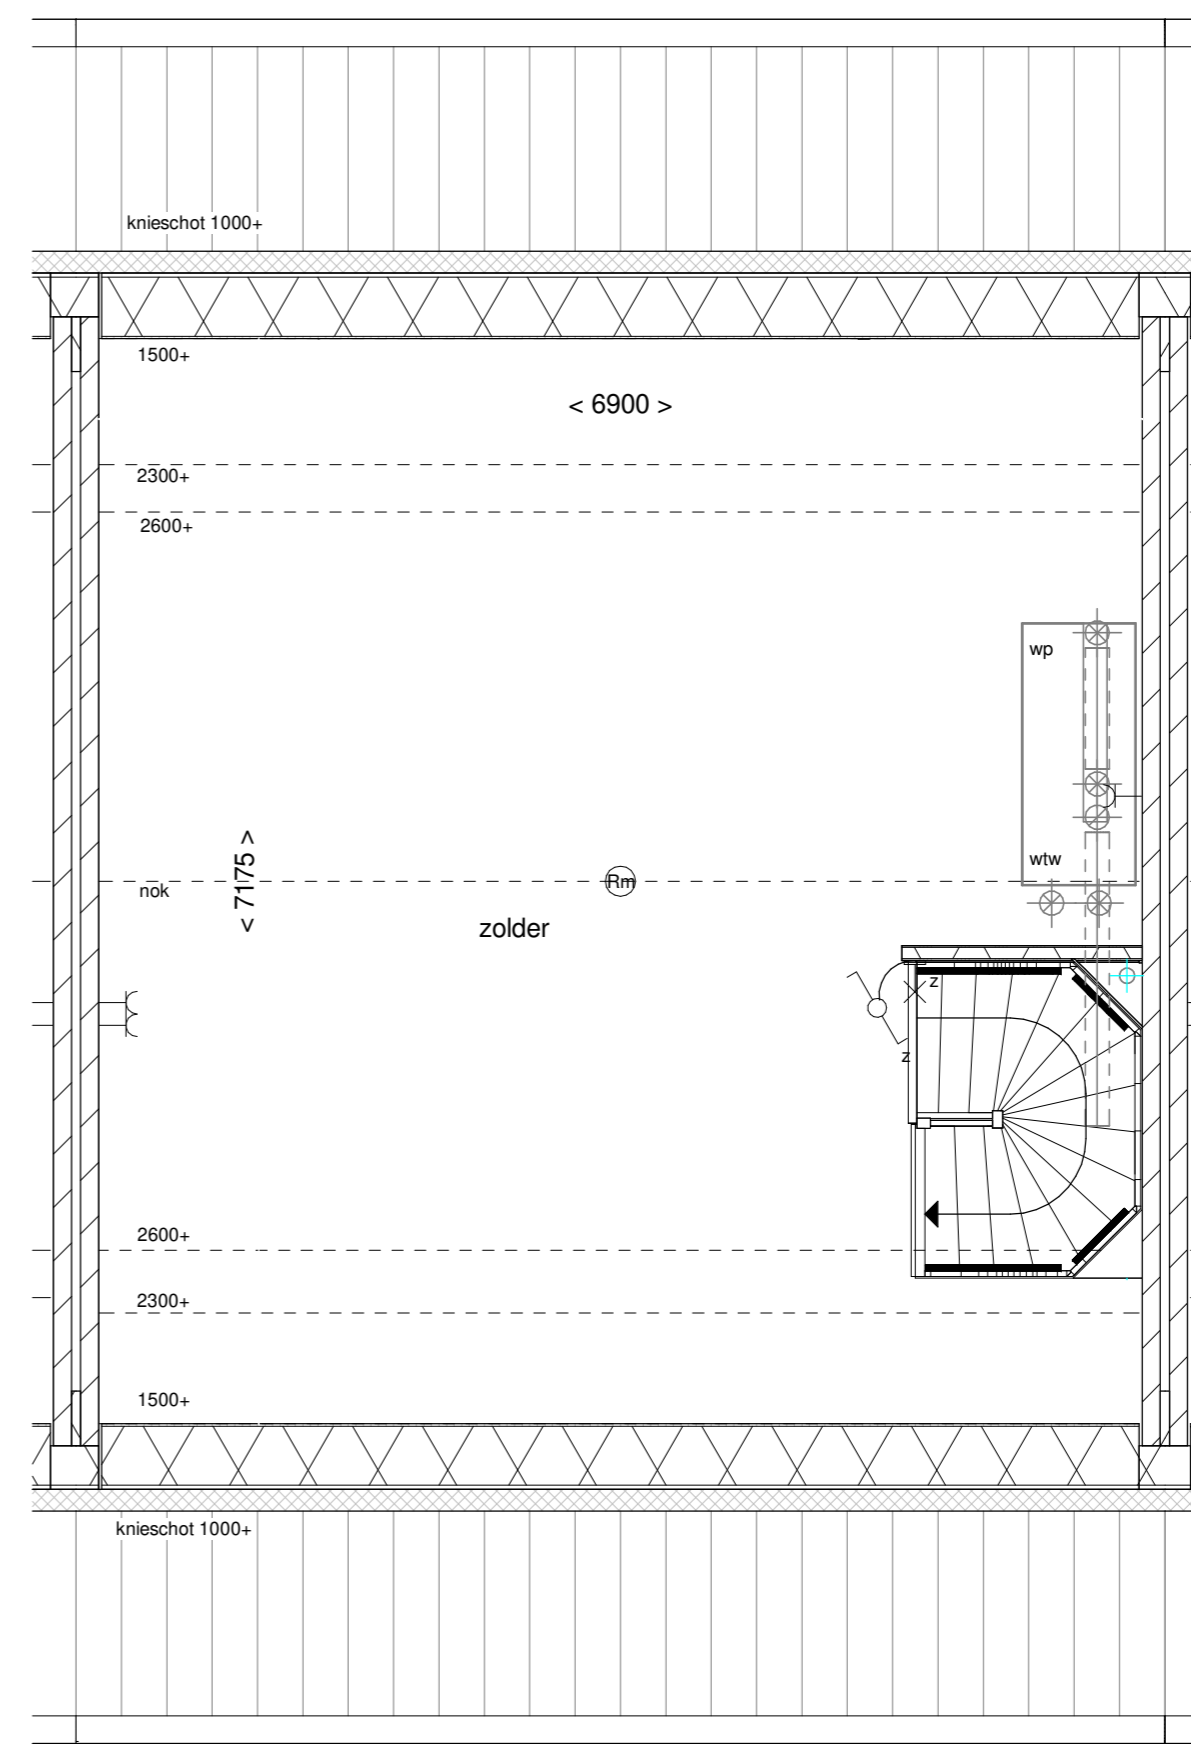 knieschot 1000+
1500+
< 6900 >
2300+
2600+
wp
wtw
nok
< 7175 >
Rm
zolder
z
z
2600+
2300+
1500+
knieschot 1000+